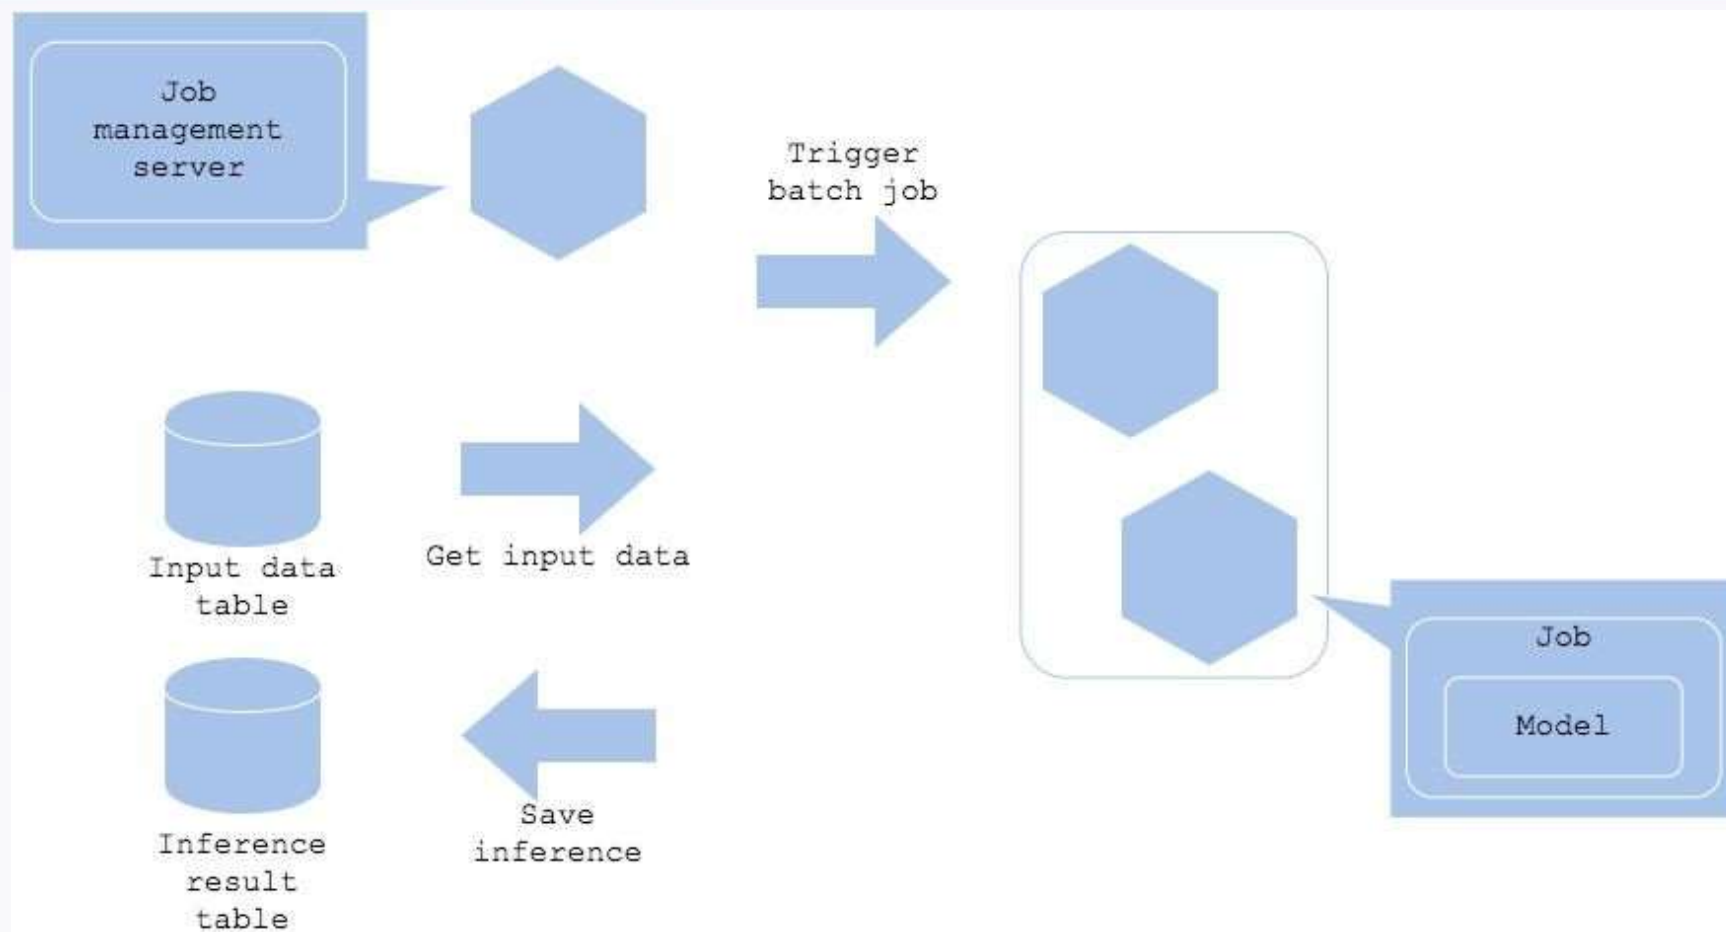 Job
management
server
Trigger
batch job
Input data
table
Get input data
Job
Model
Inference
result
table
Save
inference